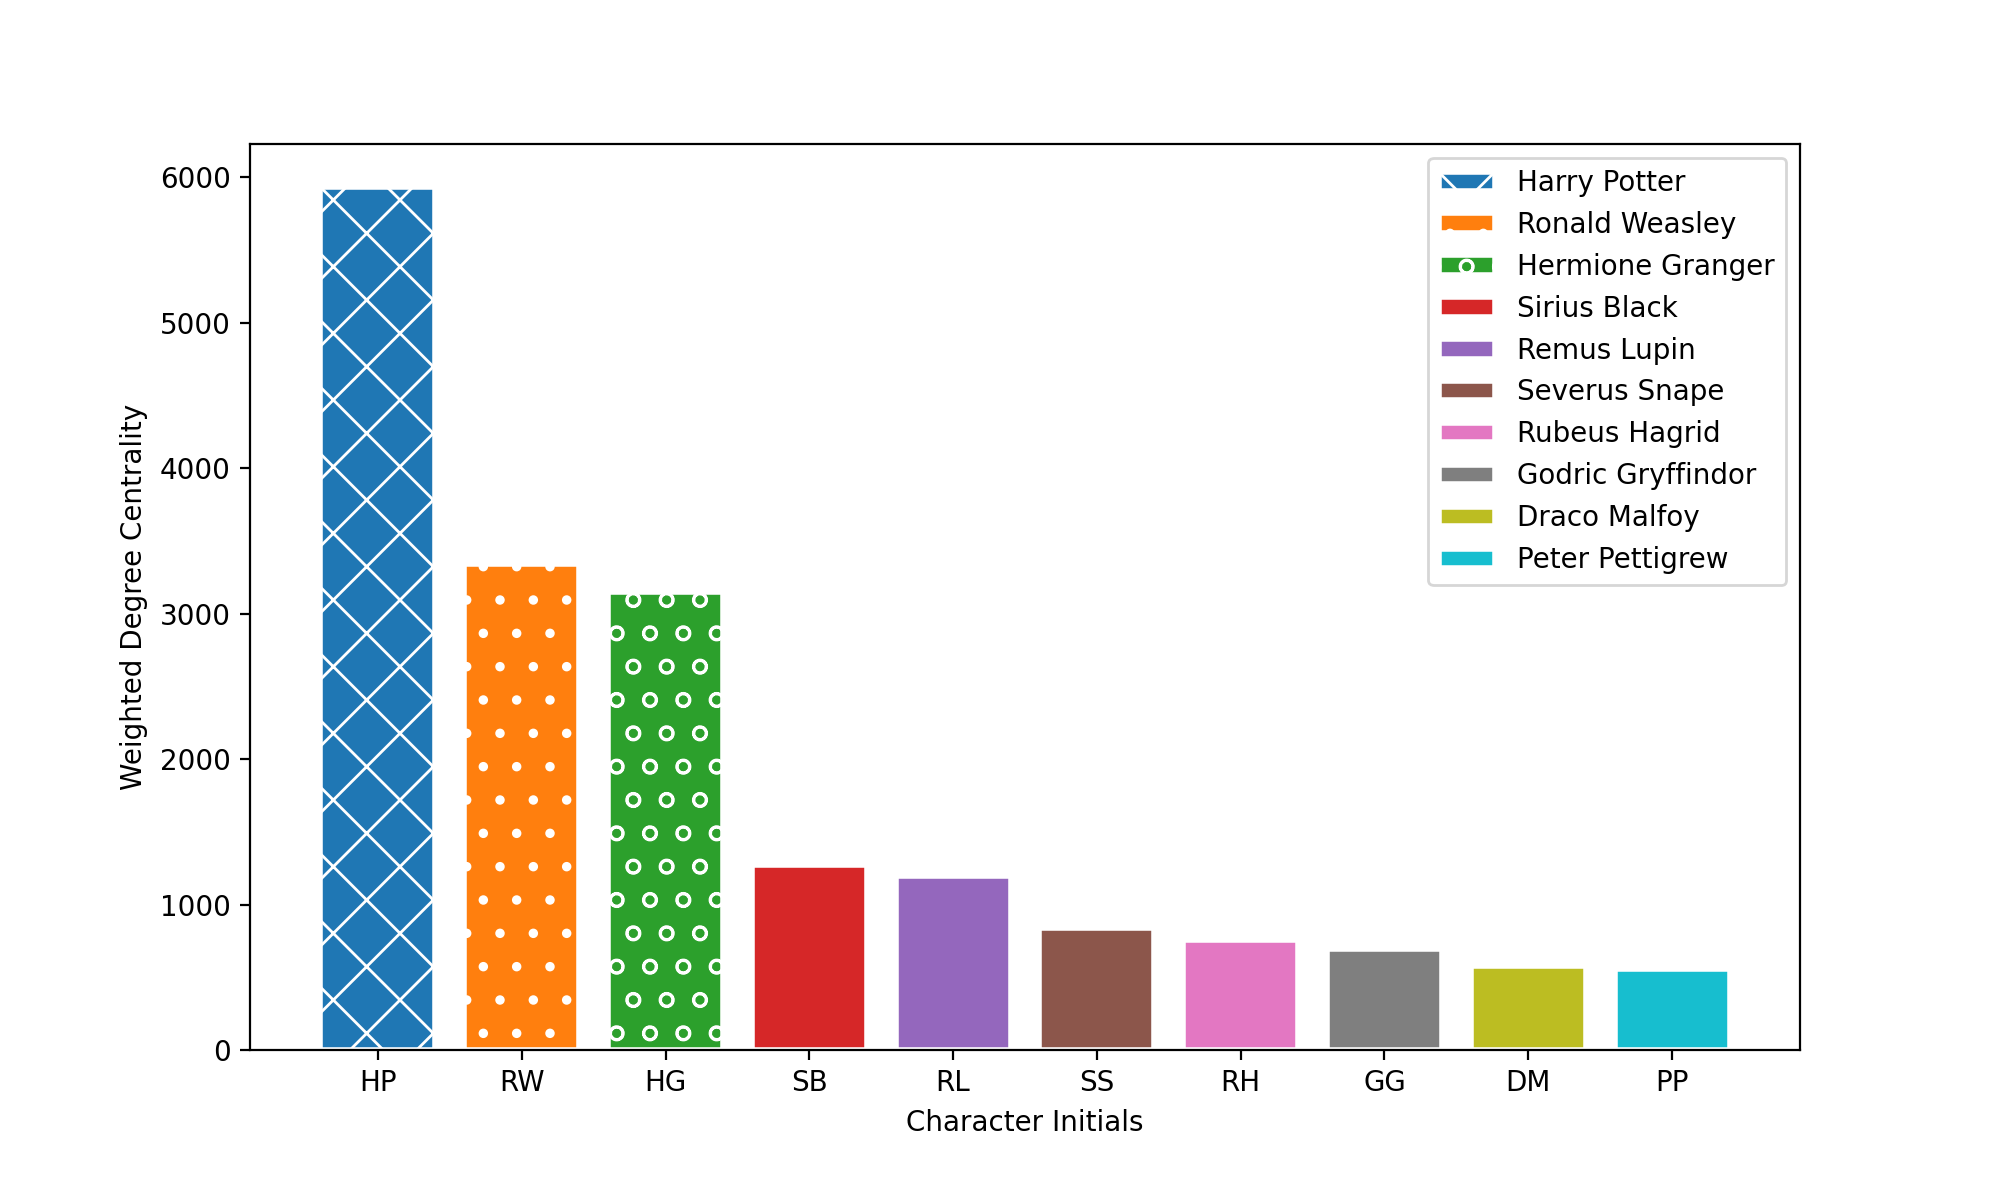 6000
5000
4000
3000
2000
1000
0
Weighted Degree Centrality
HP RW HG SB RL SS RH GG DM PP
Character Initials
Harry Potter
Ronald Weasley
Hermione Granger
Sirius Black
Remus Lupin
Severus Snape
Rubeus Hagrid
Godric Gryffindor
Draco Malfoy
Peter Pettigrew